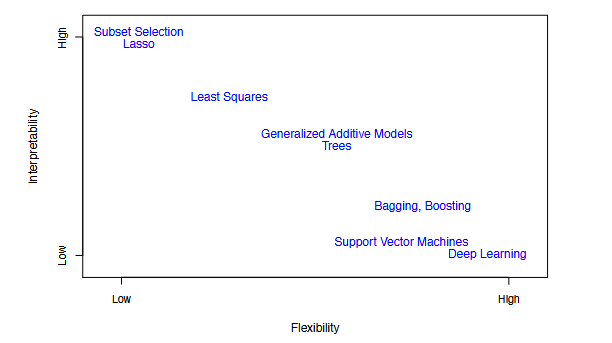 High
Subset Selection
Lasso
Least Squares
Generalized Additive Models
Trees
Interpretability
Bagging, Boosting
Support Vector Machines
Deep Learning
Low
Low
High
Flexibility